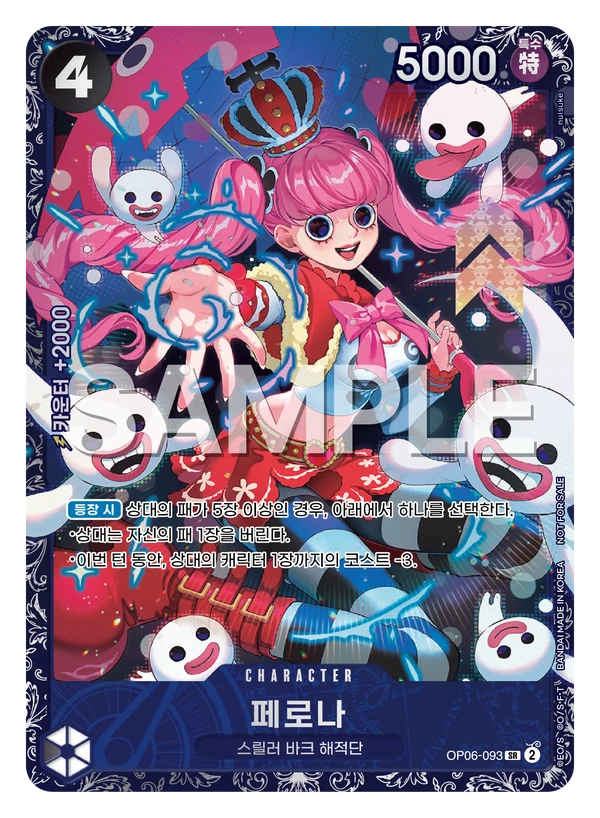 4
5000
특수
特
nuisuke
⚡카운터 +2000
SAMPLE
등장 시 상대의 패가 5장 이상인 경우, 아래에서 하나를 선택한다.
·상대는 자신의 패 1장을 버린다.
·이번 턴 동안, 상대의 캐릭터 1장까지의 코스트 -3.
BANDAI MADE IN KOREA NOT FOR SALE
©E.O./S. ©O./S.·F·T
CHARACTER
페로나
스릴러 바크 해적단
OP06-093 SR 2